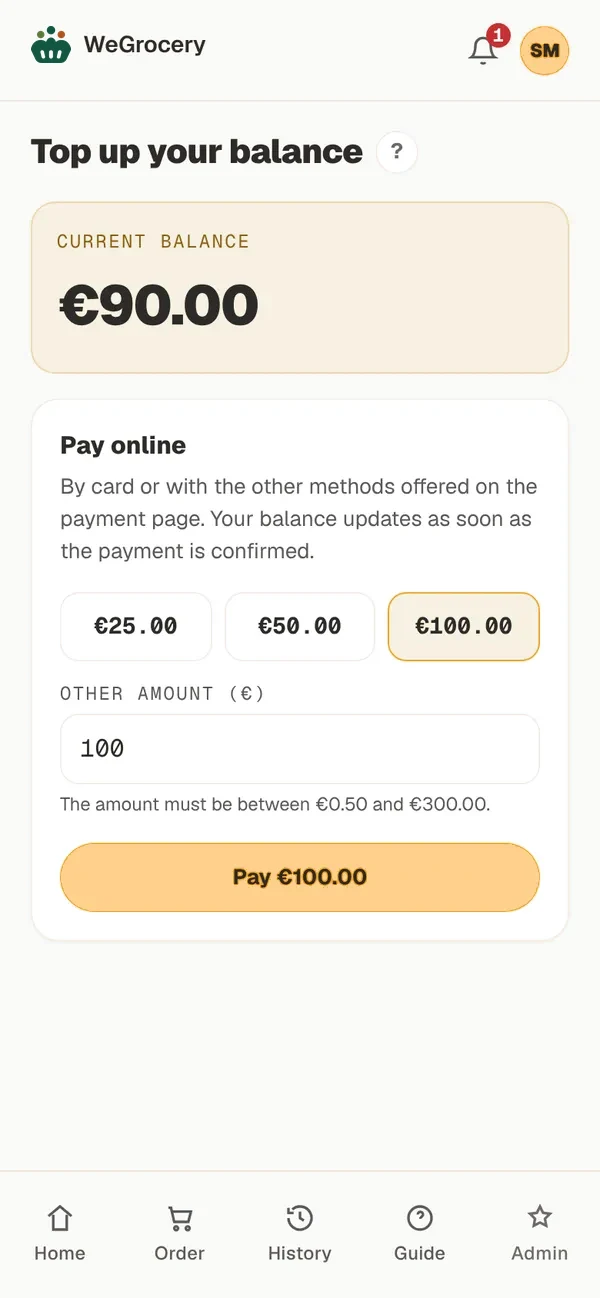 WeGrocery
1
SM
Top up your balance
?
CURRENT BALANCE
€90.00
Pay online
By card or with the other methods offered on the
payment page. Your balance updates as soon as
the payment is confirmed.
€25.00
€50.00
€100.00
OTHER AMOUNT (€)
100
The amount must be between €0.50 and €300.00.
Pay €100.00
Home
Order
History
Guide
Admin